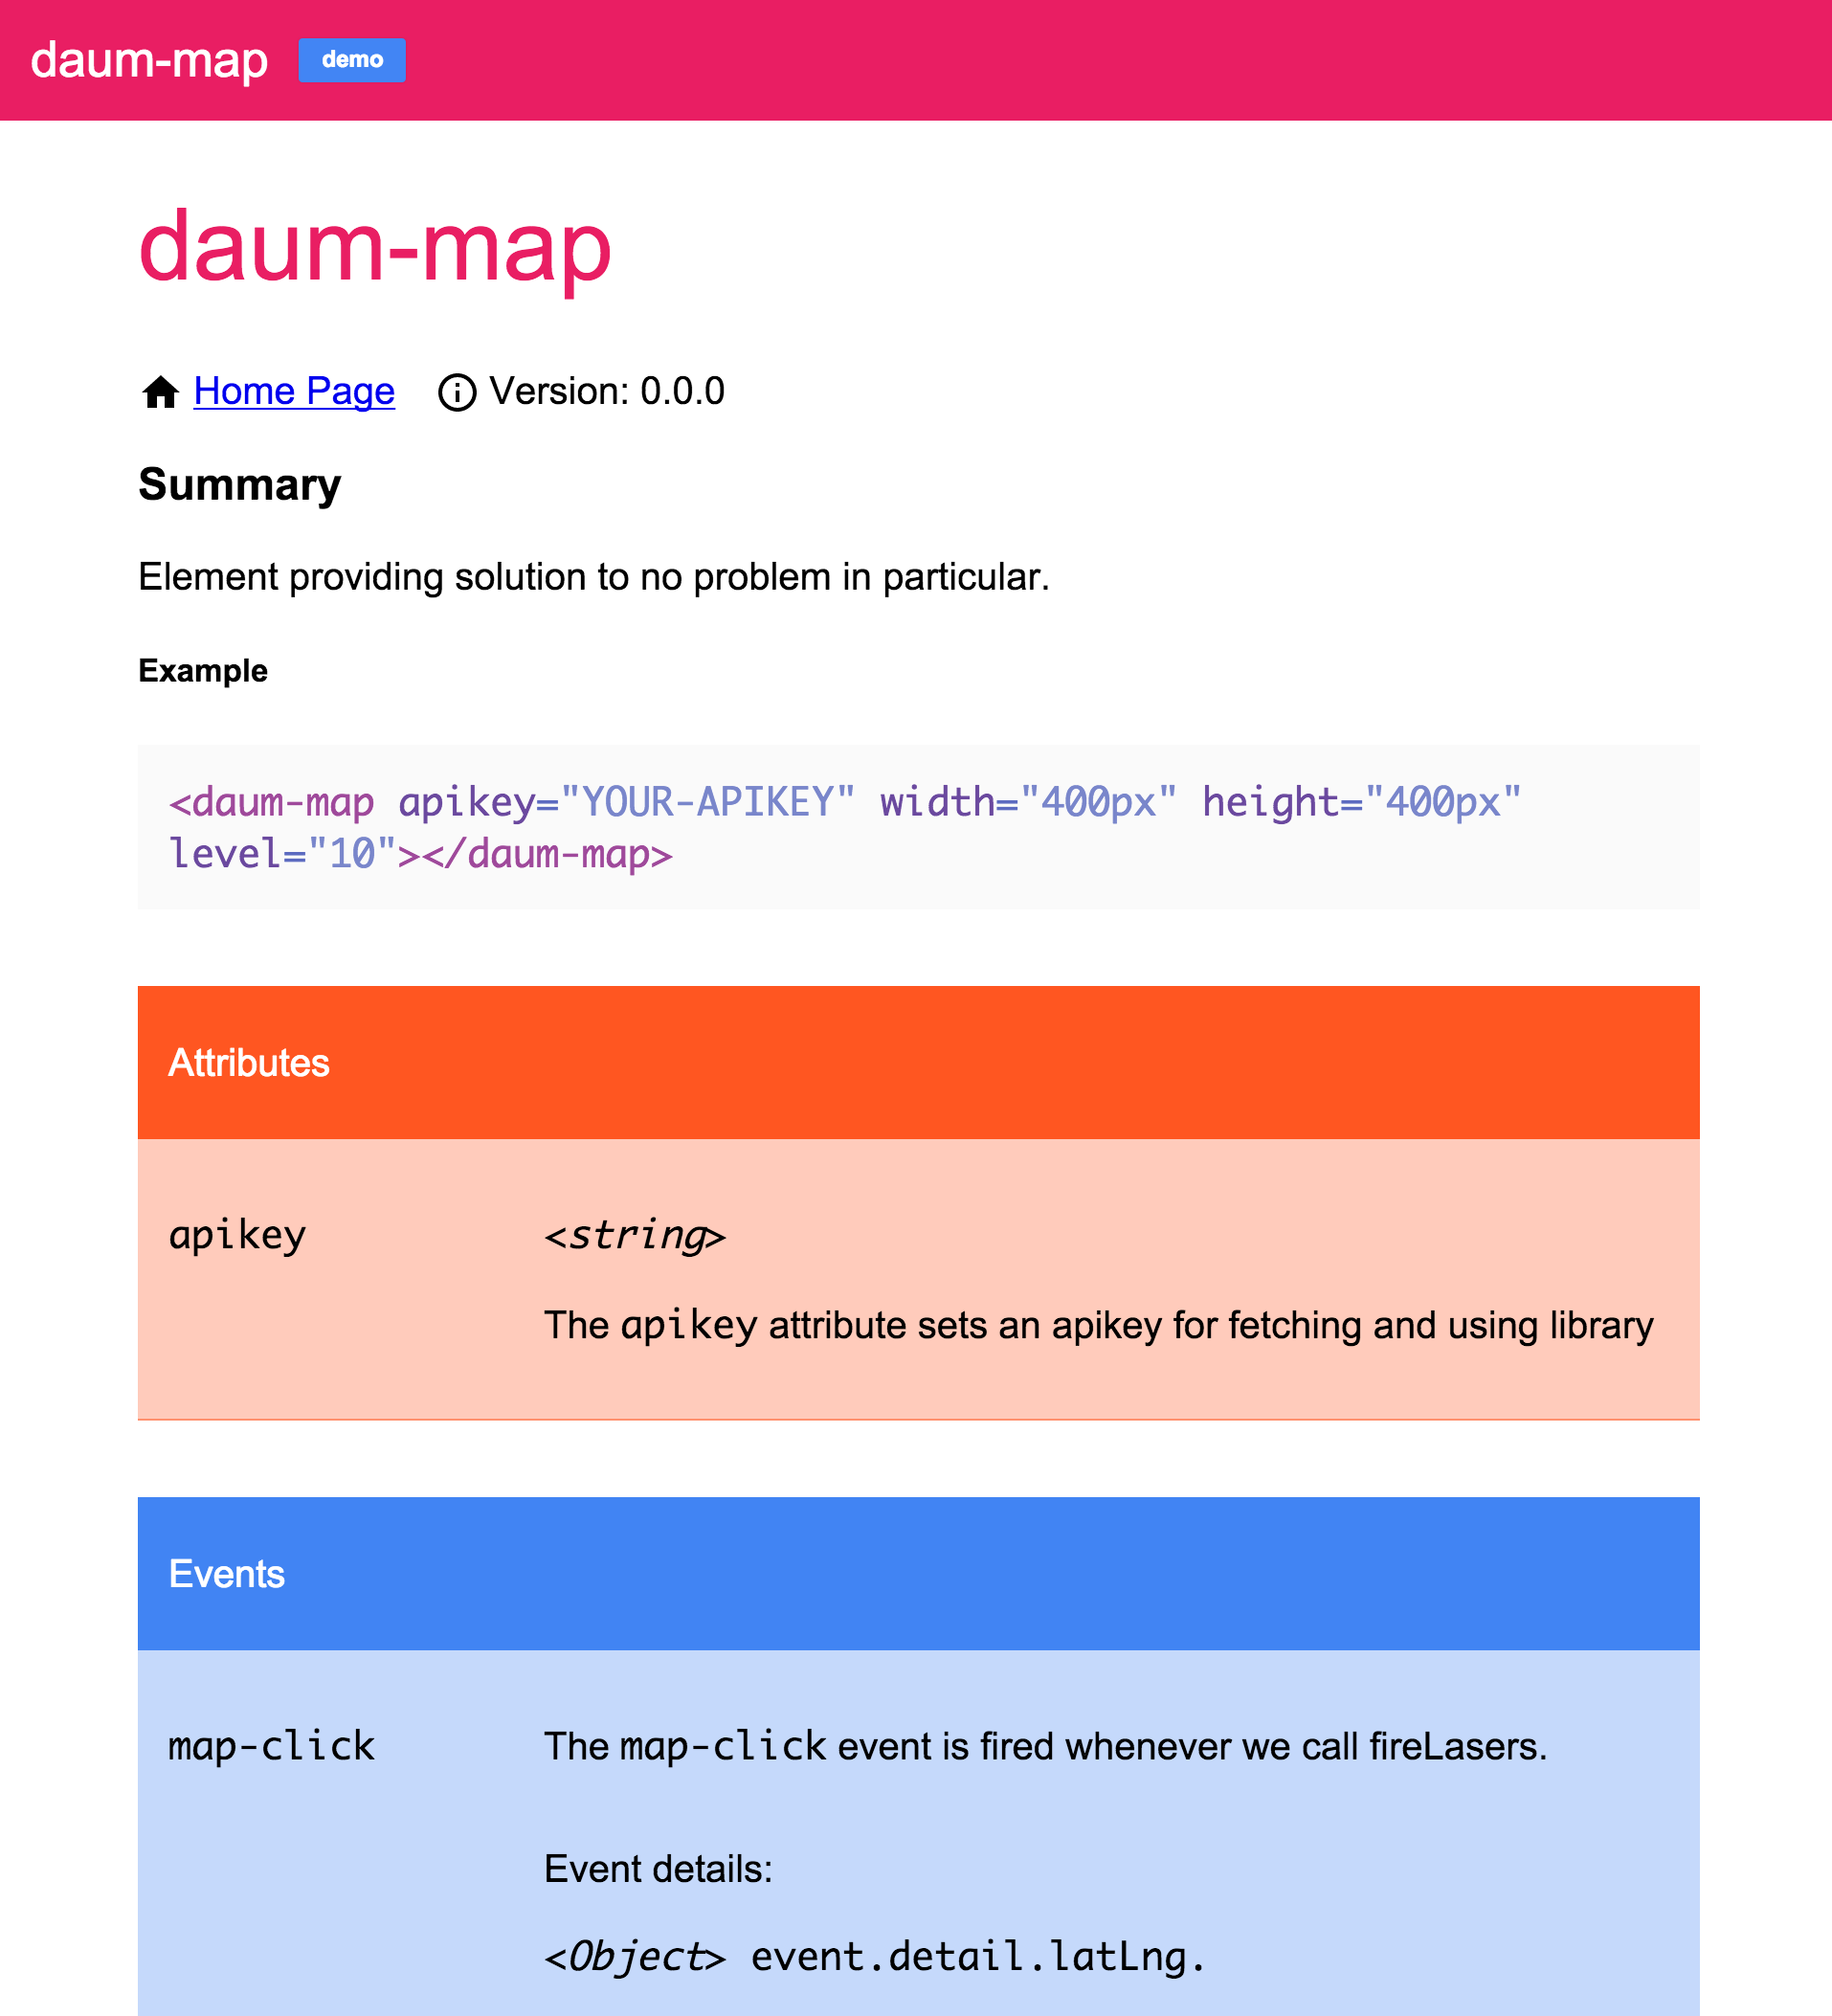 daum-map demo
daum-map
Home Page Version: 0.0.0
Summary
Element providing solution to no problem in particular.
Example
<daum-map apikey="YOUR-APIKEY" width="400px" height="400px"
level="10"></daum-map>
Attributes
apikey <string>
The apikey attribute sets an apikey for fetching and using library
Events
map-click The map-click event is fired whenever we call fireLasers.
Event details:
<Object> event.detail.latLng.